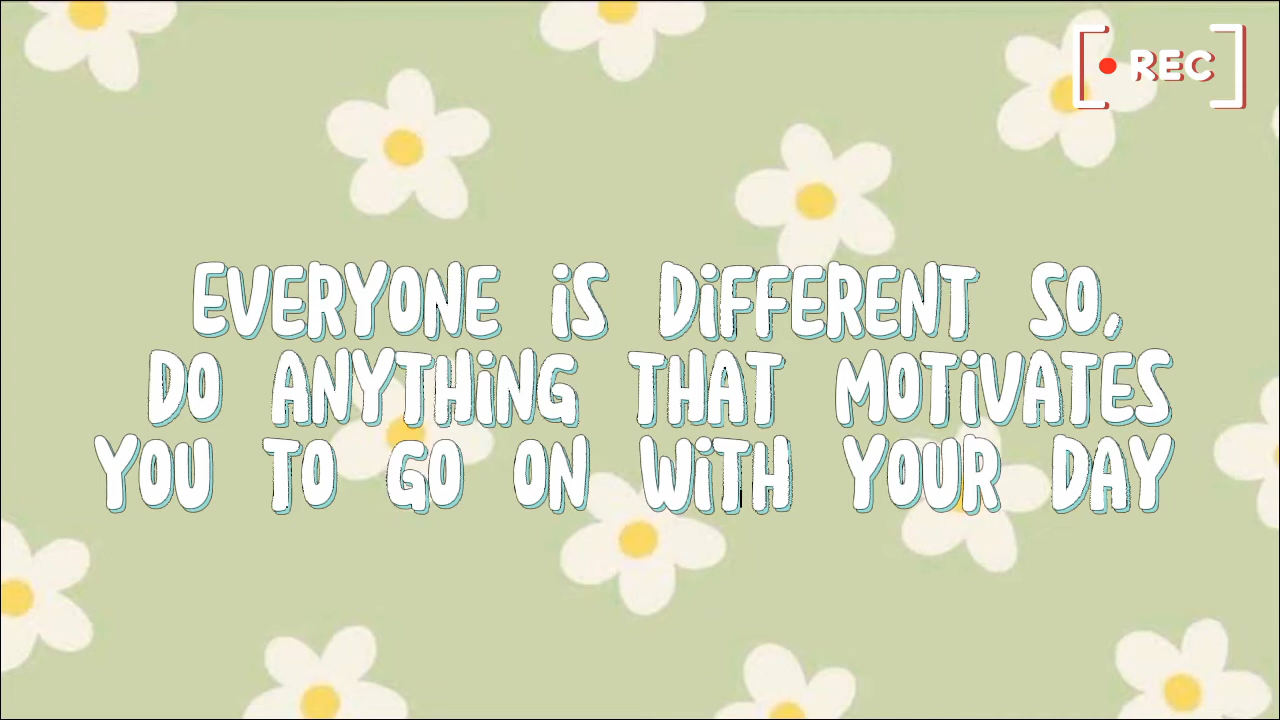 REC
EVERYONE iS DiFFERENT SO,
DO ANYTHiNG THAT MOTiVATES
YOU TO GO ON WiTH YOUR DAY